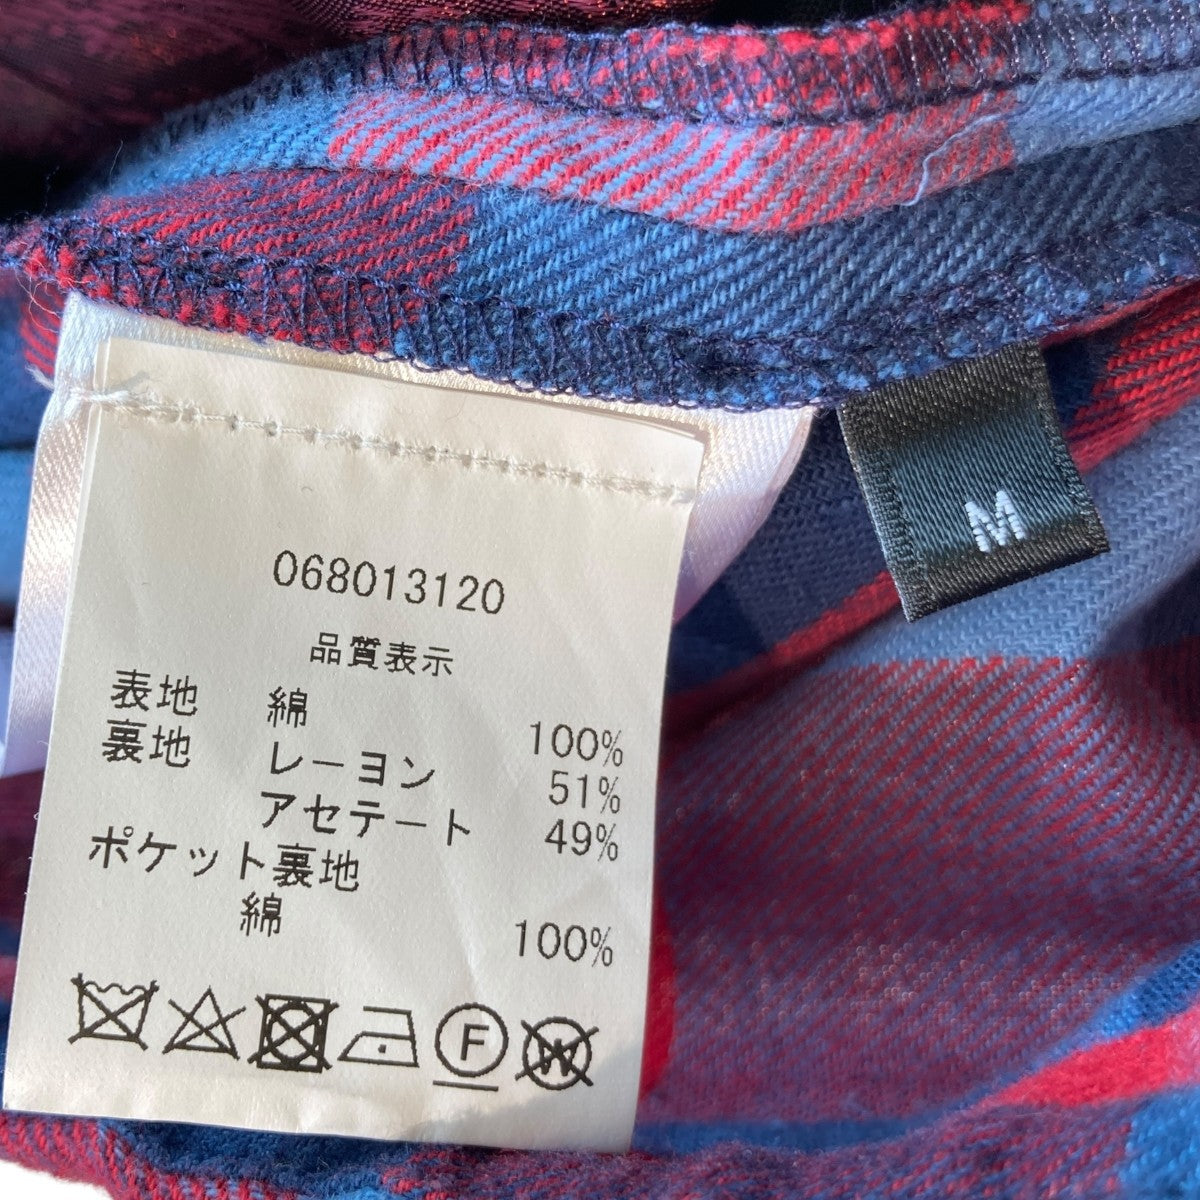 068013120
品質表示
表地 綿 100%
裏地 レーヨン 51%
アセテート 49%
ポケット裏地
綿 100%
F W
M